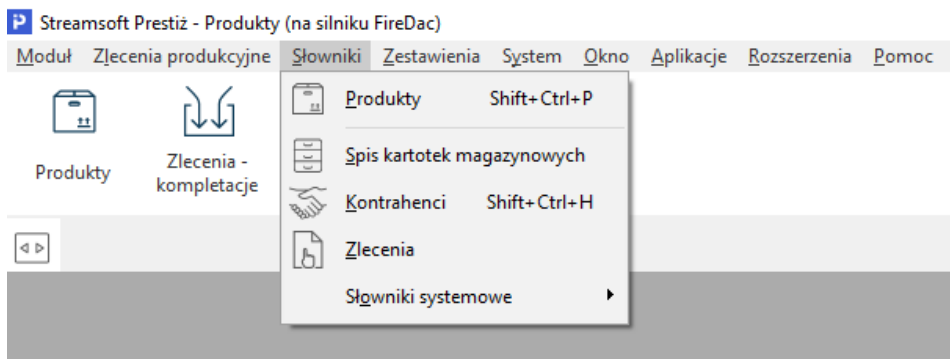 Streamsoft Prestiż - Produkty (na silniku FireDac)
Moduł Zlecenia produkcyjne Słowniki Zestawienia System Okno Aplikacje Rozszerzenia Pomoc
Produkty
Zlecenia -
kompletacje
Produkty Shift+Ctrl+P
Spis kartotek magazynowych
Kontrahenci Shift+Ctrl+H
Zlecenia
Słowniki systemowe